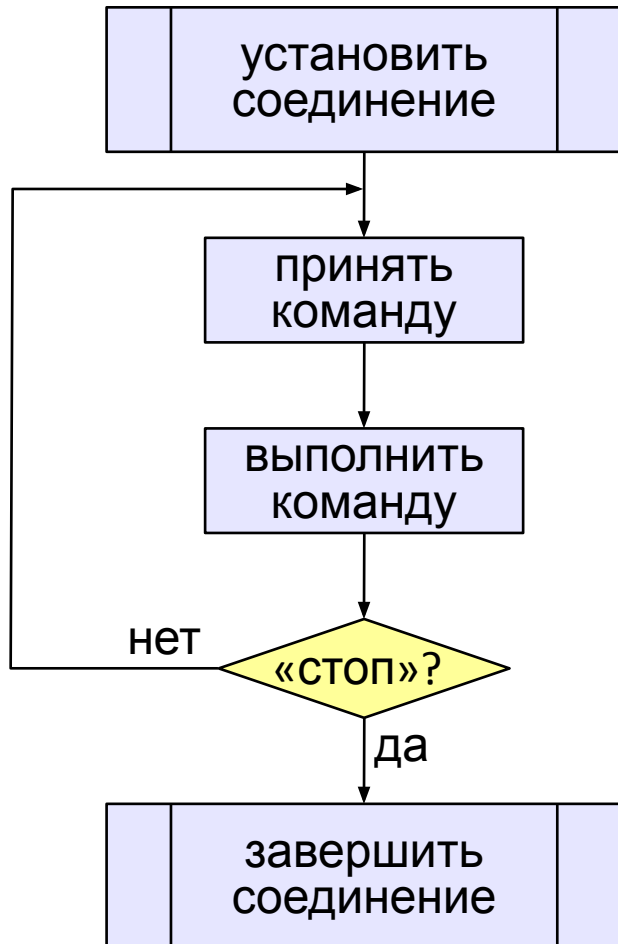 установить
соединение
принять
команду
выполнить
команду
нет
«стоп»?
да
завершить
соединение